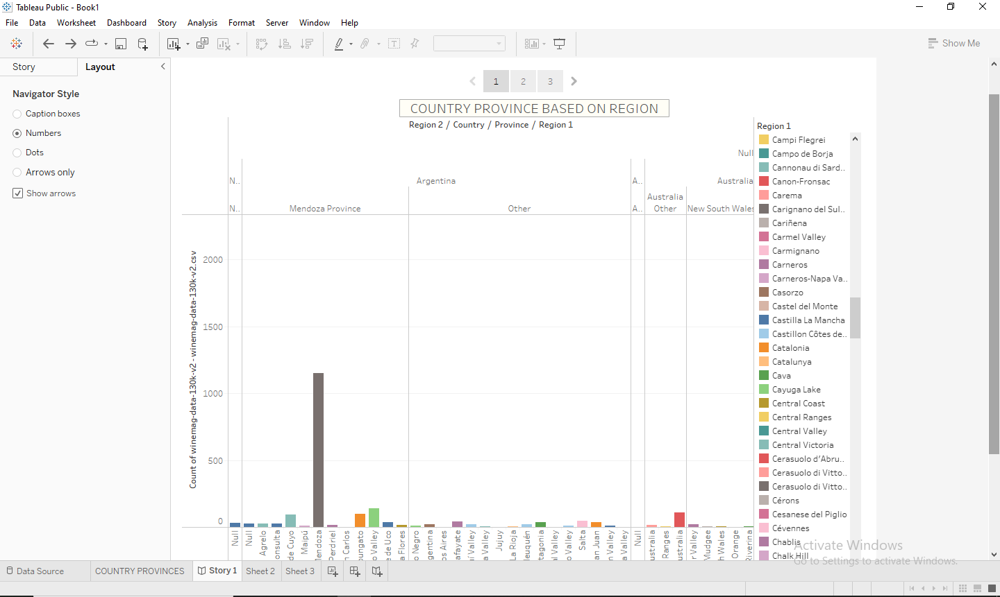 Tableau Public - Book1
File Data Worksheet Dashboard Story Analysis Format Server Window Help
Show Me
Story Layout
Navigator Style
Caption boxes
Numbers
Dots
Arrows only
Show arrows
1 2 3
COUNTRY PROVINCE BASED ON REGION
Region 2 / Country / Province / Region 1
Null
N.. Argentina A.. Australia
N.. Mendoza Province Other A.. Australia Other New South Wales
Count of winemag-data-130k-v2 - winemag-data-130k-v2.csv
2000
1500
1000
500
0
Null
Null
Agrelo
onsulta
de Cuyo
Maipú
lendoza
Perdriel
n Carlos
oungato
o Valley
e de Uco
a Flores
o Negro
gentina
os Aires
afayate
aí Valley
a Valley
Jujuy
La Rioja
leuquén
tagonia
al Valley
o Valley
Salta
an Juan
n Valley
a Valley
Null
ustralia
Ranges
ustralia
r Valley
Mudgee
h Wales
Orange
Riverina
Region 1
Campi Flegrei
Campo de Borja
Cannonau di Sard..
Canon-Fronsac
Carema
Carignano del Sul..
Cariñena
Carmel Valley
Carmignano
Carneros
Carneros-Napa Va..
Casorzo
Castel del Monte
Castilla La Mancha
Castillon Côtes de..
Catalonia
Catalunya
Cava
Cayuga Lake
Central Coast
Central Ranges
Central Valley
Central Victoria
Cerasuolo d'Abru..
Cerasuolo di Vitto..
Cerasuolo di Vitto..
Cérons
Cesanese del Piglio
Cévennes
Chablis
Chalk Hill
Activate Windows
Go to Settings to activate Windows.
Data Source COUNTRY PROVINCES Story 1 Sheet 2 Sheet 3